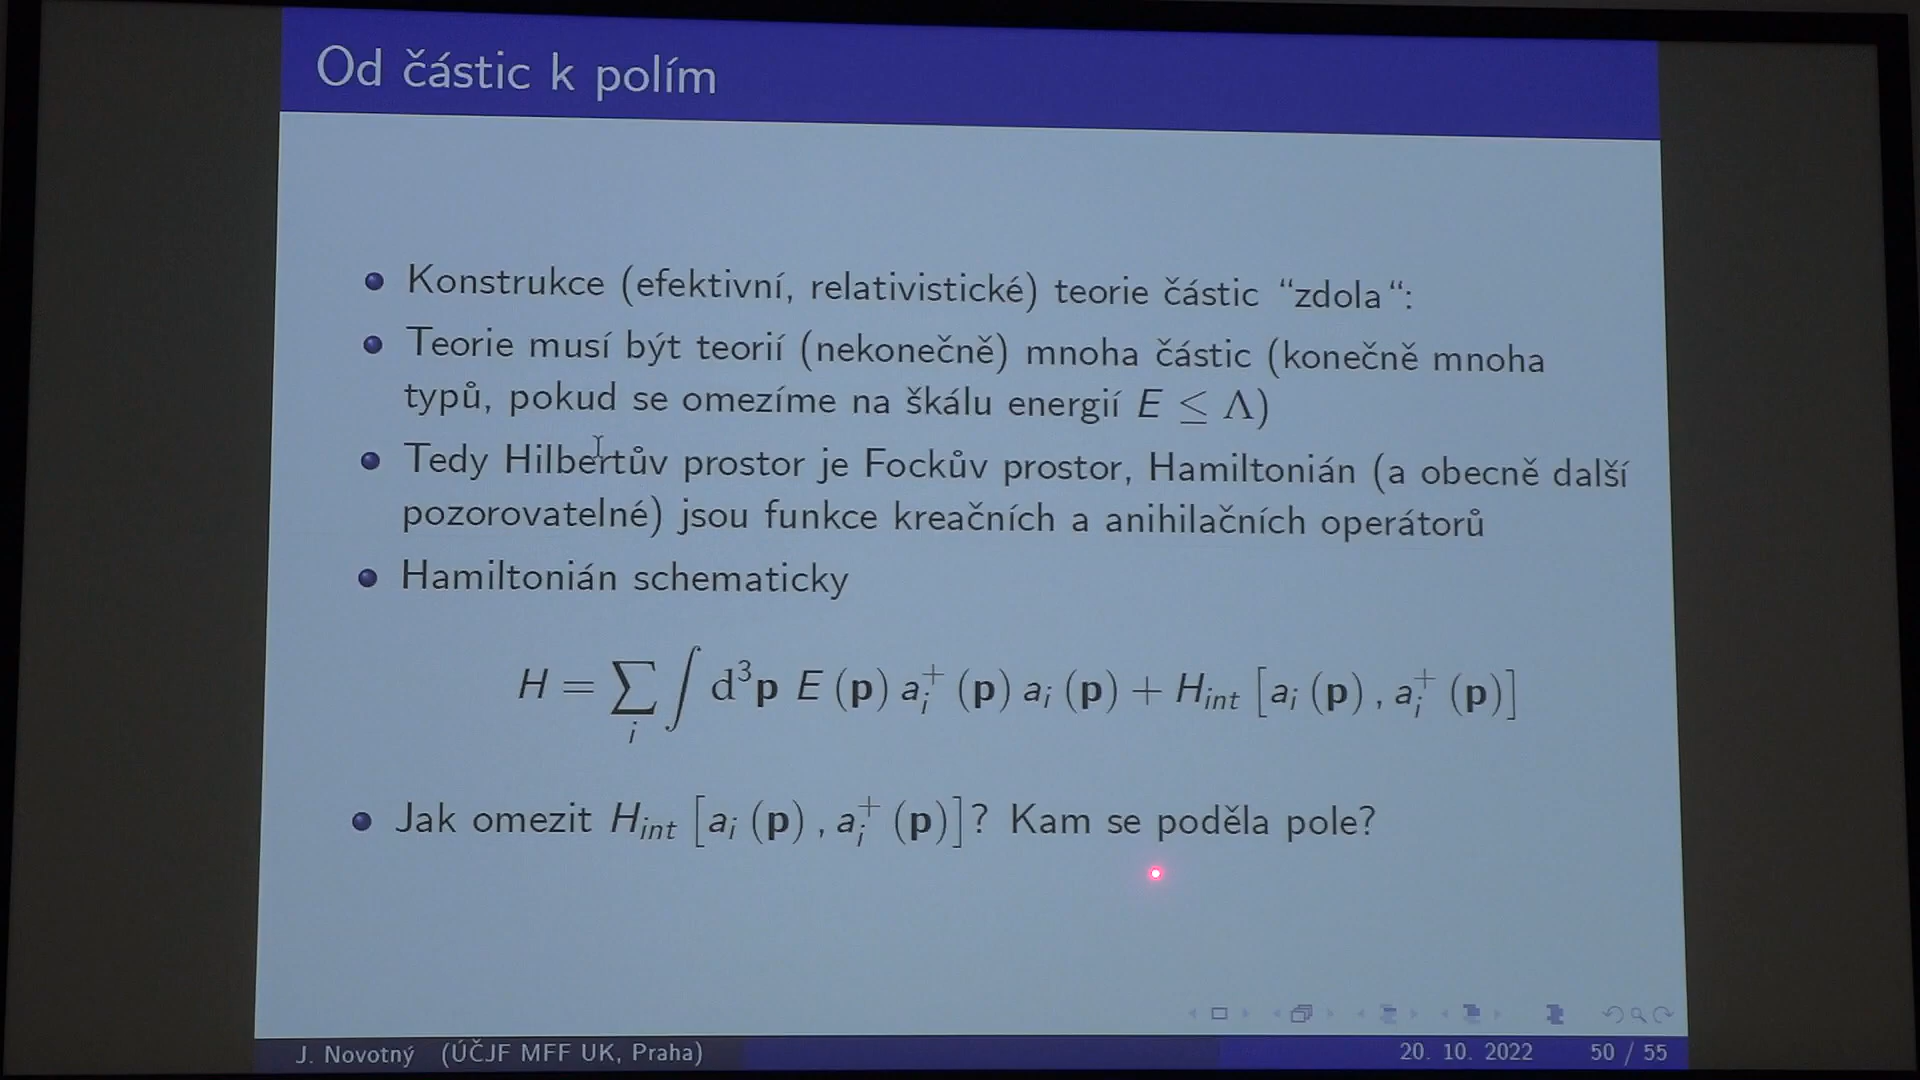 Od částic k polím
Konstrukce (efektivní, relativistické) teorie částic “zdola“:
Teorie musí být teorií (nekonečně) mnoha částic (konečně mnoha
typů, pokud se omezíme na škálu energií E ≤ Λ)
Tedy Hilbertův prostor je Fockův prostor, Hamiltonián (a obecně další
pozorovatelné) jsou funkce kreačních a anihilačních operátorů
Hamiltonián schematicky
H = ∑_i ∫ d³p E (p) a_i^+ (p) a_i (p) + H_int [a_i (p) , a_i^+ (p)]
Jak omezit H_int [a_i (p) , a_i^+ (p)]? Kam se poděla pole?
J. Novotný (ÚČJF MFF UK, Praha) 20. 10. 2022 50 / 55